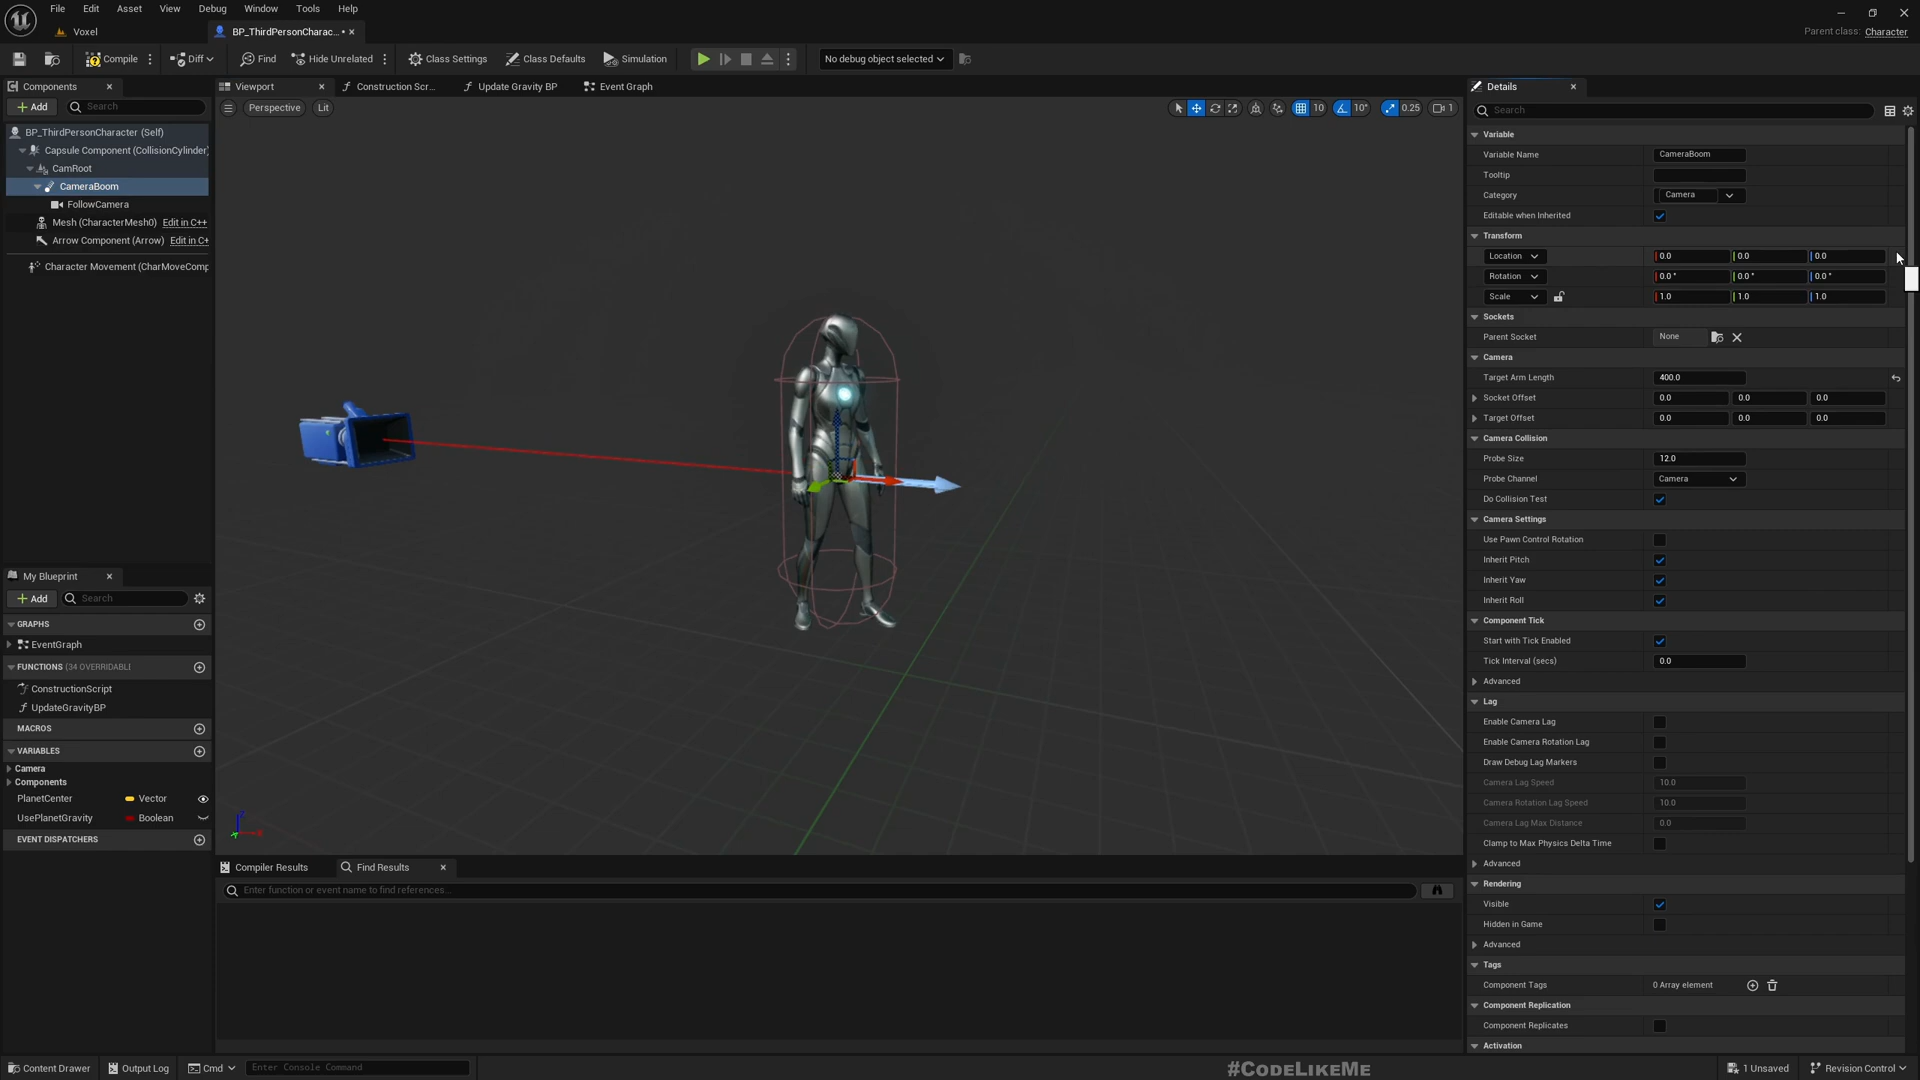 File Edit Asset View Debug Window Tools Help
Voxel
BP_ThirdPersonCharac... •
Parent class: Character
Compile
Diff
Find
Hide Unrelated
Class Settings
Class Defaults
Simulation
No debug object selected
Components
Add
Search
BP_ThirdPersonCharacter (Self)
Capsule Component (CollisionCylinder)
CamRoot
CameraBoom
FollowCamera
Mesh (CharacterMesh0) Edit in C++
Arrow Component (Arrow) Edit in C+
Character Movement (CharMoveComp
Viewport
Construction Scr...
Update Gravity BP
Event Graph
Perspective
Lit
10
10°
0.25
1
My Blueprint
Add
Search
GRAPHS
EventGraph
FUNCTIONS (34 OVERRIDABLI
ConstructionScript
UpdateGravityBP
MACROS
VARIABLES
Camera
Components
PlanetCenter Vector
UsePlanetGravity Boolean
EVENT DISPATCHERS
Compiler Results
Find Results
Enter function or event name to find references...
Details
Search
Variable
Variable Name CameraBoom
Tooltip
Category Camera
Editable when Inherited
Transform
Location 0.0 0.0 0.0
Rotation 0.0 ° 0.0 ° 0.0 °
Scale 1.0 1.0 1.0
Sockets
Parent Socket None
Camera
Target Arm Length 400.0
Socket Offset 0.0 0.0 0.0
Target Offset 0.0 0.0 0.0
Camera Collision
Probe Size 12.0
Probe Channel Camera
Do Collision Test
Camera Settings
Use Pawn Control Rotation
Inherit Pitch
Inherit Yaw
Inherit Roll
Component Tick
Start with Tick Enabled
Tick Interval (secs) 0.0
Advanced
Lag
Enable Camera Lag
Enable Camera Rotation Lag
Draw Debug Lag Markers
Camera Lag Speed 10.0
Camera Rotation Lag Speed 10.0
Camera Lag Max Distance 0.0
Clamp to Max Physics Delta Time
Advanced
Rendering
Visible
Hidden in Game
Advanced
Tags
Component Tags 0 Array element
Component Replication
Component Replicates
Activation
Content Drawer
Output Log
Cmd
Enter Console Command
#CODELIKEME
1 Unsaved
Revision Control